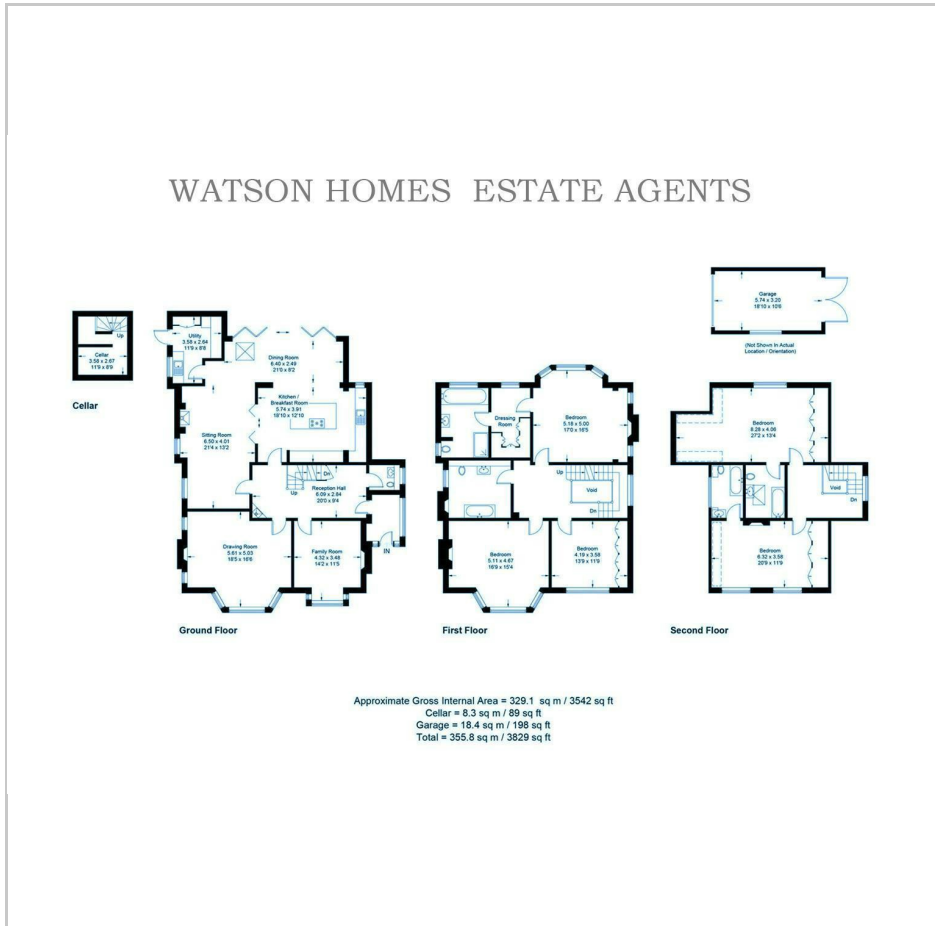 WATSON HOMES ESTATE AGENTS
Garage
5.74 x 3.20
18'10 x 10'6
(Not Shown In Actual
Location / Orientation)
Up
Cellar
3.58 x 2.67
11'9 x 8'9
Cellar
Utility
3.58 x 2.64
11'9 x 8'8
Dining Room
6.40 x 2.49
21'0 x 8'2
Kitchen /
Breakfast Room
5.74 x 3.91
18'10 x 12'10
Sitting Room
6.50 x 4.01
21'4 x 13'2
Dn
Reception Hall
6.09 x 2.84
20'0 x 9'4
Up
Drawing Room
5.61 x 5.03
18'5 x 16'6
Family Room
4.32 x 3.48
14'2 x 11'5
IN
Ground Floor
Dressing
Room
Bedroom
5.18 x 5.00
17'0 x 16'5
Up
Void
Dn
Bedroom
5.11 x 4.67
16'9 x 15'4
Bedroom
4.19 x 3.58
13'9 x 11'9
First Floor
Bedroom
8.28 x 4.06
27'2 x 13'4
Void
Dn
Bedroom
6.32 x 3.58
20'9 x 11'9
Second Floor
Approximate Gross Internal Area = 329.1 sq m / 3542 sq ft
Cellar = 8.3 sq m / 89 sq ft
Garage = 18.4 sq m / 198 sq ft
Total = 355.8 sq m / 3829 sq ft